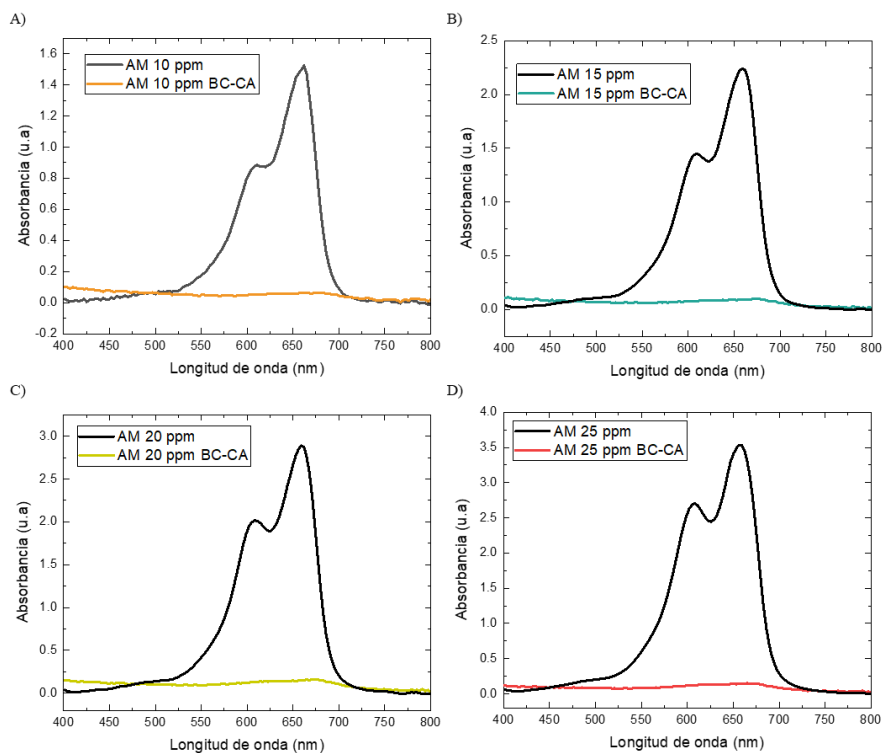 A)
AM 10 ppm
AM 10 ppm BC-CA
Absorbancia (u.a)
1.6
1.4
1.2
1.0
0.8
0.6
0.4
0.2
0.0
-0.2
400 450 500 550 600 650 700 750 800
Longitud de onda (nm)
B)
AM 15 ppm
AM 15 ppm BC-CA
Absorbancia (u.a)
2.5
2.0
1.5
1.0
0.5
0.0
400 450 500 550 600 650 700 750 800
Longitud de onda (nm)
C)
AM 20 ppm
AM 20 ppm BC-CA
Absorbancia (u.a)
3.0
2.5
2.0
1.5
1.0
0.5
0.0
400 450 500 550 600 650 700 750 800
Longitud de onda (nm)
D)
AM 25 ppm
AM 25 ppm BC-CA
Absorbancia (u.a)
4.0
3.5
3.0
2.5
2.0
1.5
1.0
0.5
0.0
400 450 500 550 600 650 700 750 800
Longitud de onda (nm)